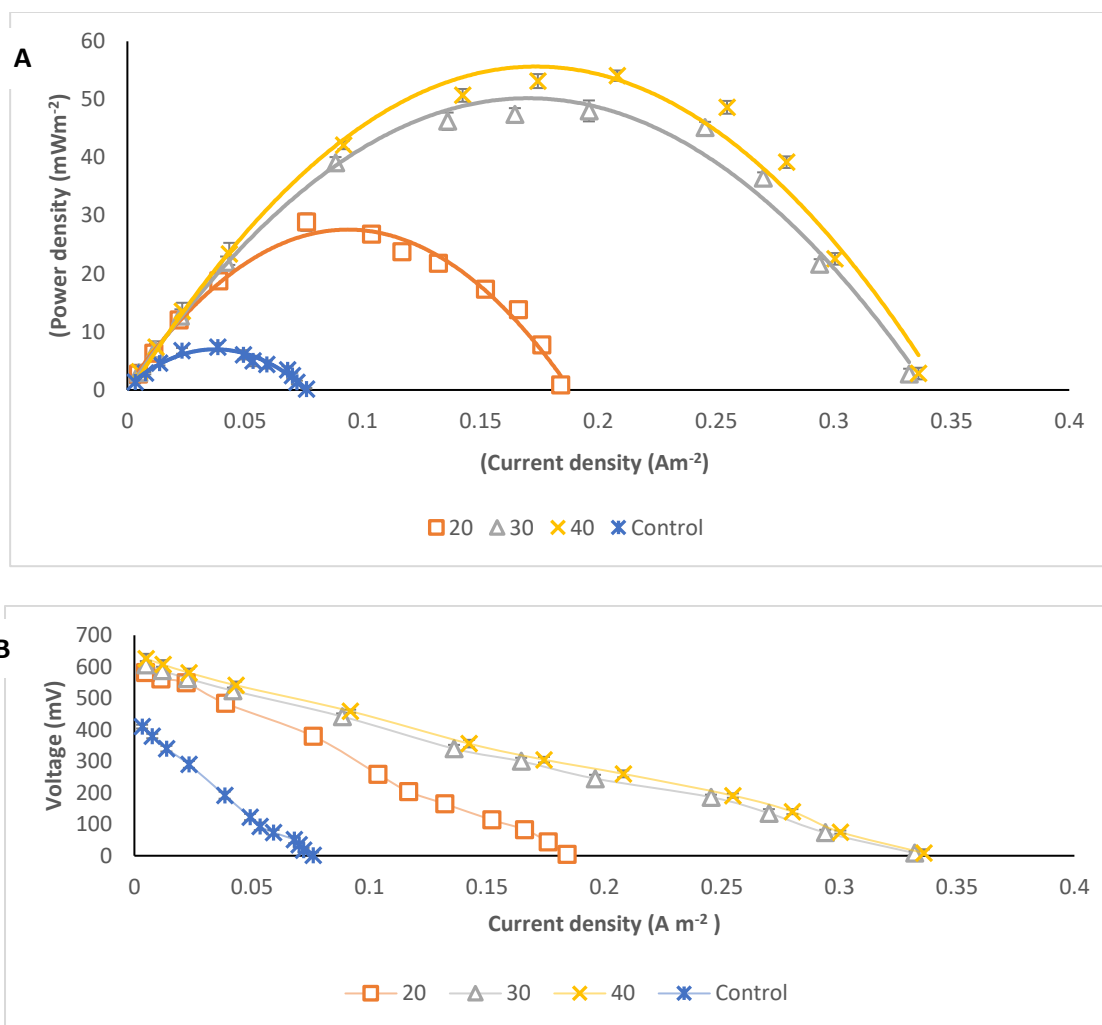 A
60
50
40
30
20
10
0
(Power density (mWm-2)
0 0.05 0.1 0.15 0.2 0.25 0.3 0.35 0.4
(Current density (Am-2)
20 30 40 Control
B
700
600
500
400
300
200
100
0
Voltage (mV)
0 0.05 0.1 0.15 0.2 0.25 0.3 0.35 0.4
Current density (A m-2 )
20 30 40 Control